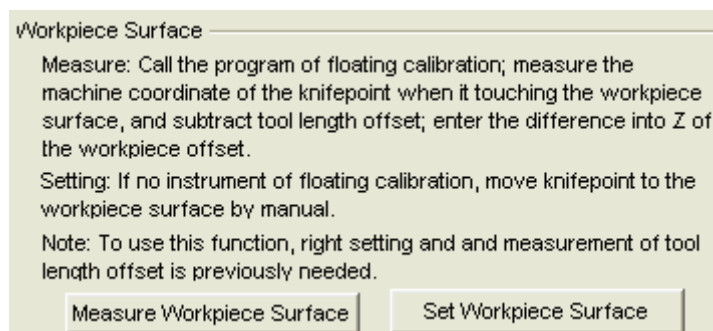 Workpiece Surface
Measure: Call the program of floating calibration; measure the
machine coordinate of the knifepoint when it touching the workpiece
surface, and subtract tool length offset; enter the difference into Z of
the workpiece offset.
Setting: If no instrument of floating calibration, move knifepoint to the
workpiece surface by manual.
Note: To use this function, right setting and and measurement of tool
length offset is previously needed.
Measure Workpiece Surface
Set Workpiece Surface